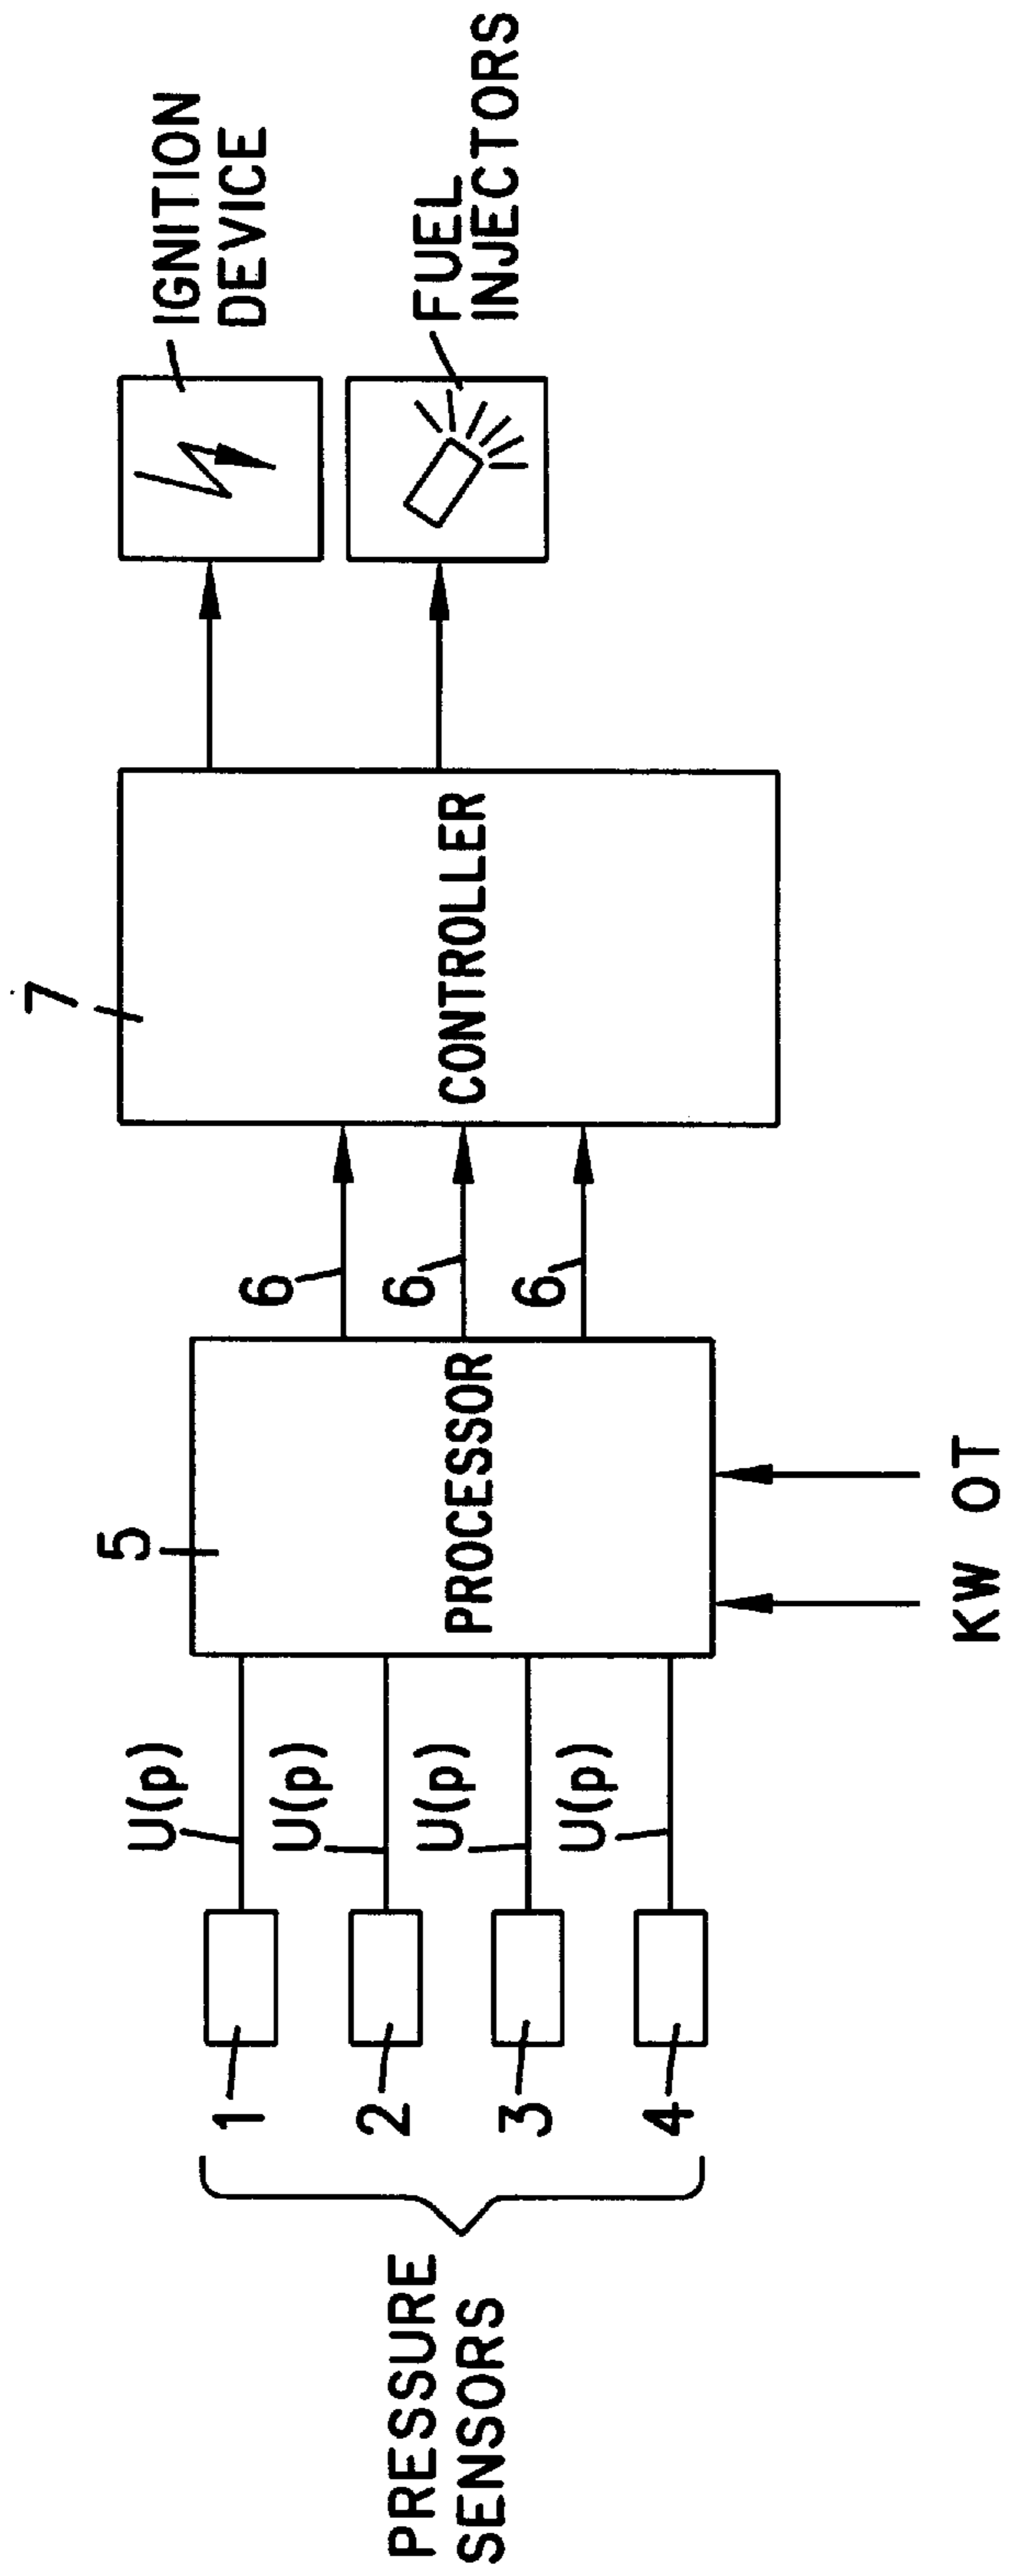 PRESSURE
SENSORS
1
2
3
4
U(p)
U(p)
U(p)
U(p)
5
PROCESSOR
KW OT
6
6
6
7
CONTROLLER
IGNITION
DEVICE
FUEL
INJECTORS